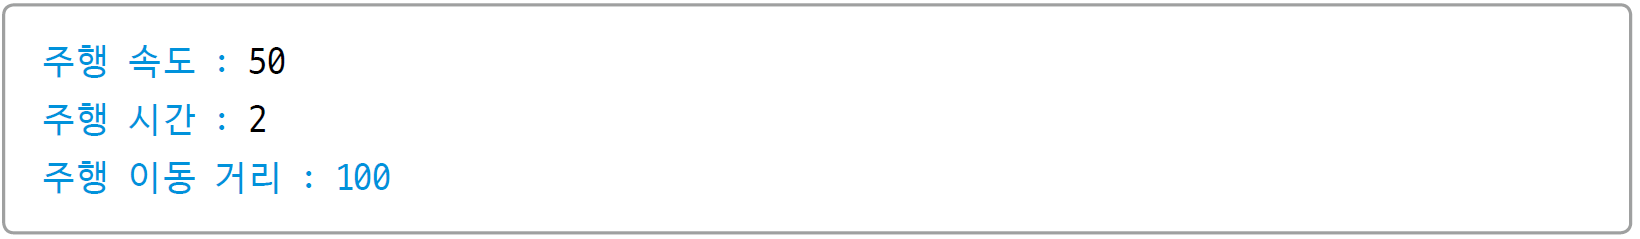 주행 속도 : 50
주행 시간 : 2
주행 이동 거리 : 100